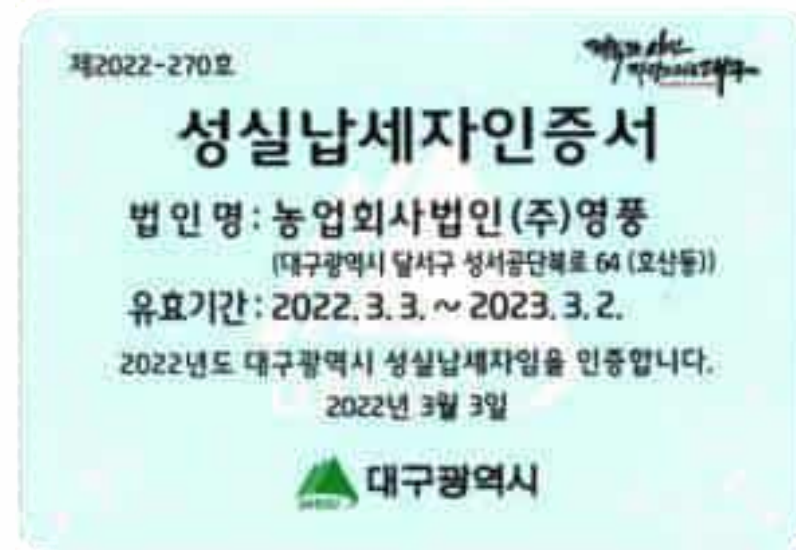 제2022-270호
성실납세자인증서
법인명: 농업회사법인(주)영풍
(대구광역시 달서구 성서공단북로 64 (호산동))
유효기간: 2022. 3. 3. ~ 2023. 3. 2.
2022년도 대구광역시 성실납세자임을 인증합니다.
2022년 3월 3일
대구광역시